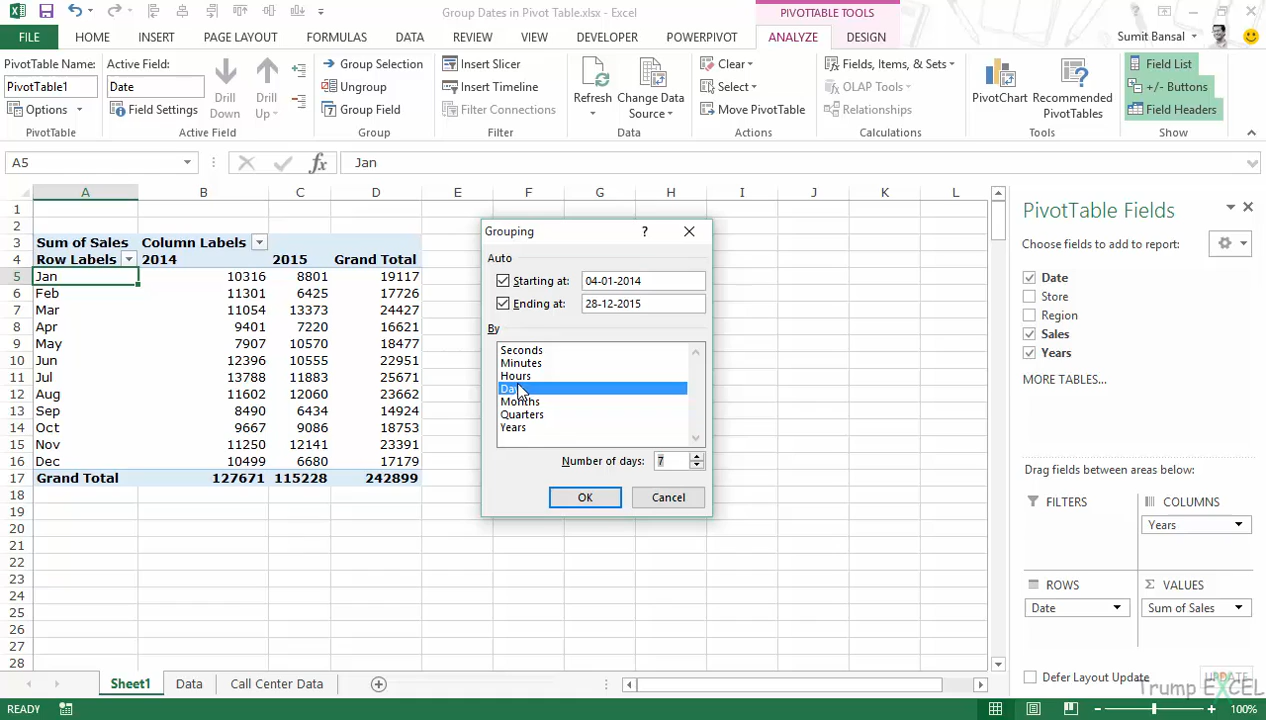 Group Dates in Pivot Table.xlsx - Excel
PIVOTTABLE TOOLS
FILE HOME INSERT PAGE LAYOUT FORMULAS DATA REVIEW VIEW DEVELOPER POWERPIVOT ANALYZE DESIGN Sumit Bansal
PivotTable Name:
PivotTable1
Options
PivotTable
Active Field:
Date
Field Settings
Drill Down
Drill Up
Active Field
Group Selection
Ungroup
Group Field
Group
Insert Slicer
Insert Timeline
Filter Connections
Filter
Refresh
Change Data Source
Data
Clear
Select
Move PivotTable
Actions
Fields, Items, & Sets
OLAP Tools
Relationships
Calculations
PivotChart
Recommended PivotTables
Tools
Field List
+/- Buttons
Field Headers
Show
A5 fx Jan
A B C D E F G H I J K L
1
2
3 Sum of Sales Column Labels
4 Row Labels 2014 2015 Grand Total
5 Jan 10316 8801 19117
6 Feb 11301 6425 17726
7 Mar 11054 13373 24427
8 Apr 9401 7220 16621
9 May 7907 10570 18477
10 Jun 12396 10555 22951
11 Jul 13788 11883 25671
12 Aug 11602 12060 23662
13 Sep 8490 6434 14924
14 Oct 9667 9086 18753
15 Nov 11250 12141 23391
16 Dec 10499 6680 17179
17 Grand Total 127671 115228 242899
18
19
20
21
22
23
24
25
26
27
28
Grouping ?
Auto
Starting at: 04-01-2014
Ending at: 28-12-2015
By
Seconds
Minutes
Hours
Months
Quarters
Years
Number of days: 7
OK Cancel
PivotTable Fields
Choose fields to add to report:
Date
Store
Region
Sales
Years
MORE TABLES...
Drag fields between areas below:
FILTERS
COLUMNS
Years
ROWS
Date
Σ VALUES
Sum of Sales
Defer Layout Update
Trump EXCEL
Sheet1 Data Call Center Data
READY
100%